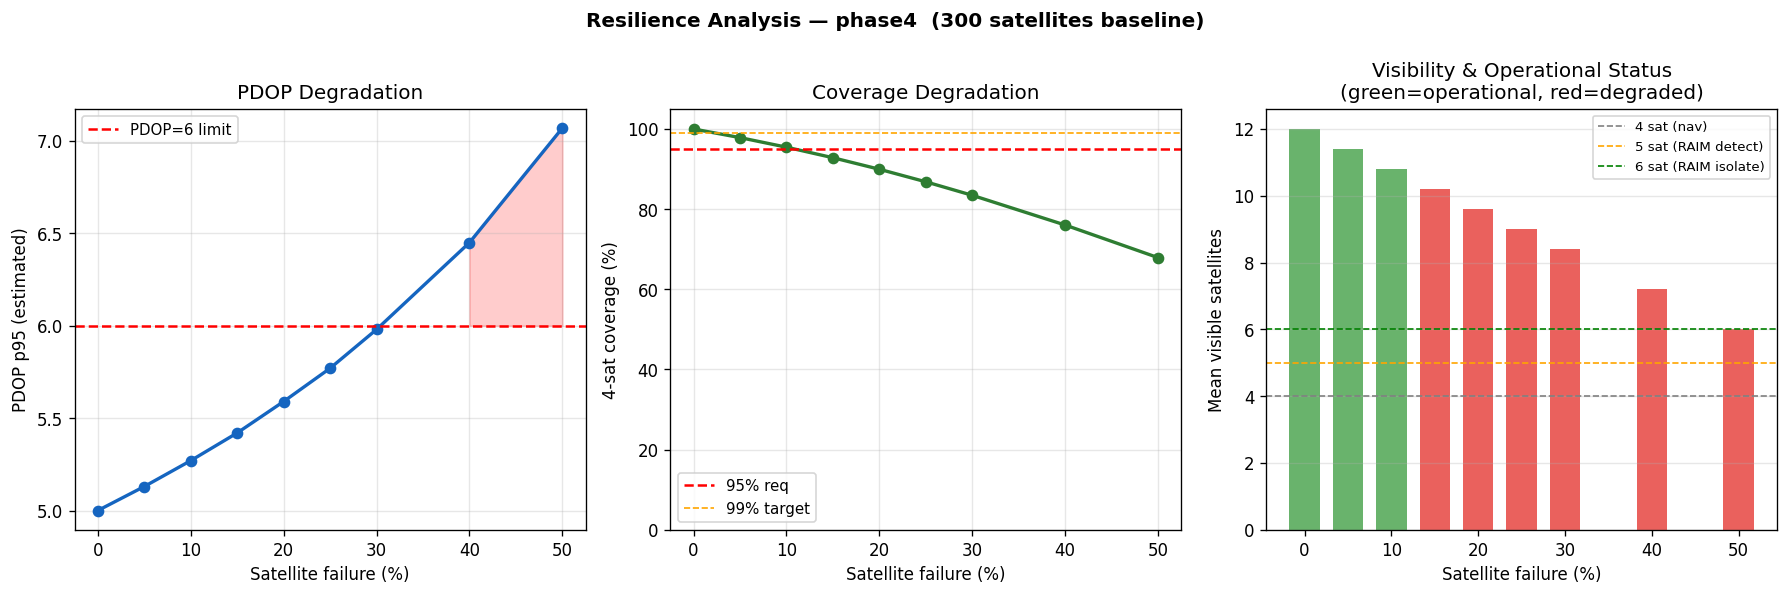 Resilience Analysis — phase4  (300 satellites baseline)
PDOP Degradation
PDOP=6 limit
PDOP p95 (estimated)
7.0
6.5
6.0
5.5
5.0
0 10 20 30 40 50
Satellite failure (%)
Coverage Degradation
4-sat coverage (%)
100
80
60
40
20
0
95% req
99% target
0 10 20 30 40 50
Satellite failure (%)
Visibility & Operational Status
(green=operational, red=degraded)
4 sat (nav)
5 sat (RAIM detect)
6 sat (RAIM isolate)
Mean visible satellites
12
10
8
6
4
2
0
0 10 20 30 40 50
Satellite failure (%)